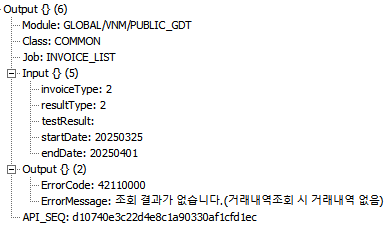 Output {} (6)
Module: GLOBAL/VNM/PUBLIC_GDT
Class: COMMON
Job: INVOICE_LIST
Input {} (5)
invoiceType: 2
resultType: 2
testResult:
startDate: 20250325
endDate: 20250401
Output {} (2)
ErrorCode: 42110000
ErrorMessage: 조회 결과가 없습니다.(거래내역조회 시 거래내역 없음)
API_SEQ: d10740e3c22d4e8c1a90330af1cfd1ec